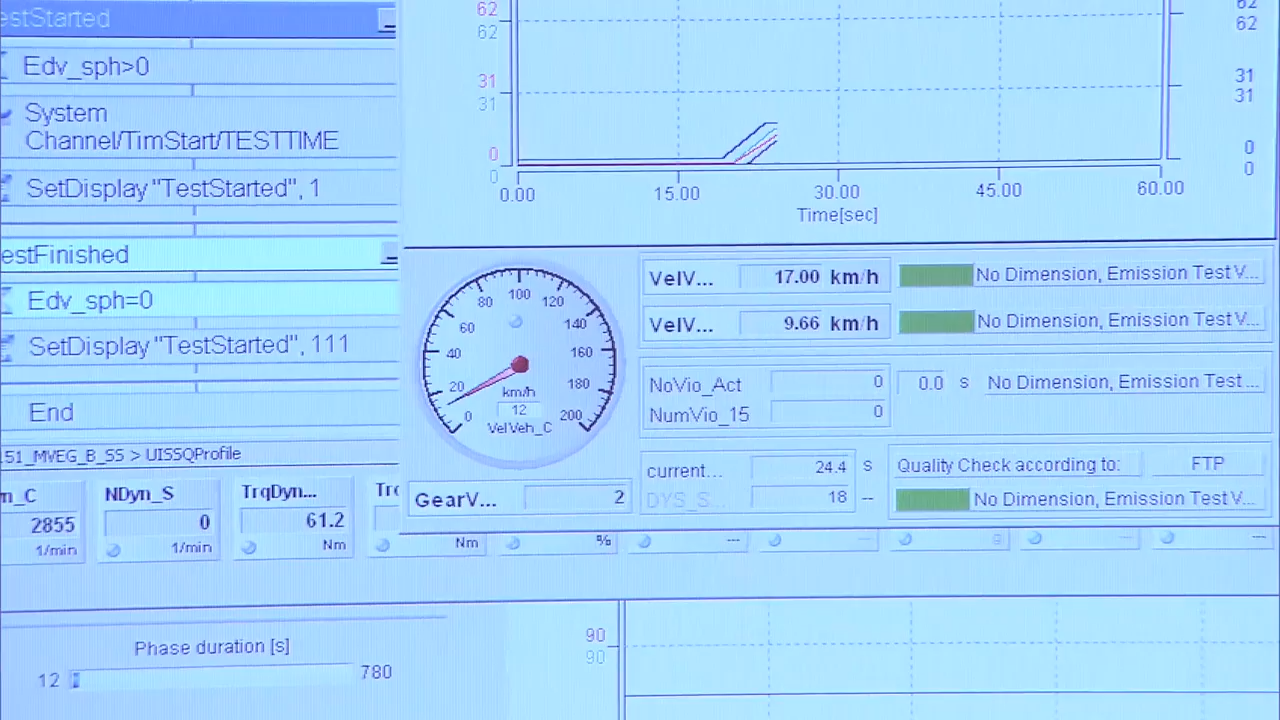 estStarted
Edv_sph>0
System
Channel/TimStart/TESTTIME
SetDisplay "TestStarted", 1
estFinished
Edv_sph=0
SetDisplay "TestStarted", 111
End
151_MVEG_B_SS > UISSQProfile
n_C
2855
1/min
NDyn_S
0
1/min
TrqDyn...
61.2
Nm
Trc
Nm
%
---
---
g
---
---
62
62
31
31
0
0
62
62
31
31
0
0
0.00 15.00 30.00 45.00 60.00
Time[sec]
0 20 40 60 80 100 120 140 160 180 200
km/h
12
VelVeh_C
GearV... 2
VelV... 17.00 km/h No Dimension, Emission Test V...
VelV... 9.66 km/h No Dimension, Emission Test V...
NoVio_Act 0 0.0 s No Dimension, Emission Test ...
NumVio_15 0
current... 24.4 s
DYS_S... 18 --
Quality Check according to: FTP
No Dimension, Emission Test V...
Phase duration [s]
12 780
90
90